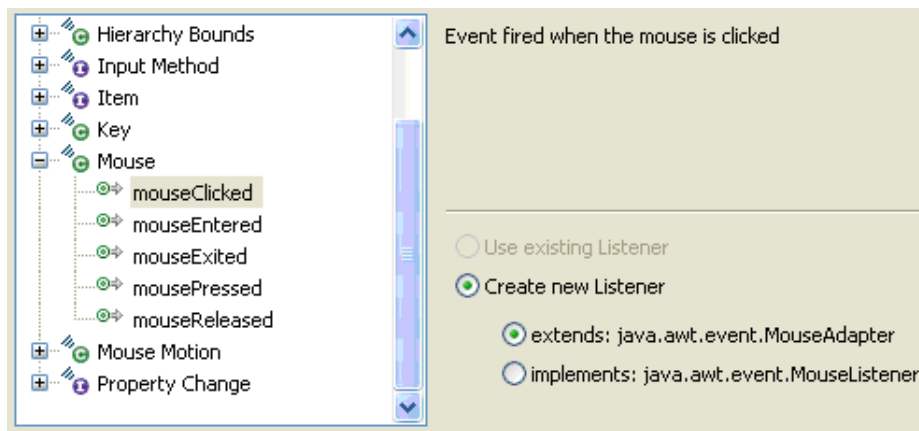 Hierarchy Bounds
Input Method
Item
Key
Mouse
mouseClicked
mouseEntered
mouseExited
mousePressed
mouseReleased
Mouse Motion
Property Change
Event fired when the mouse is clicked
Use existing Listener
Create new Listener
extends: java.awt.event.MouseAdapter
implements: java.awt.event.MouseListener